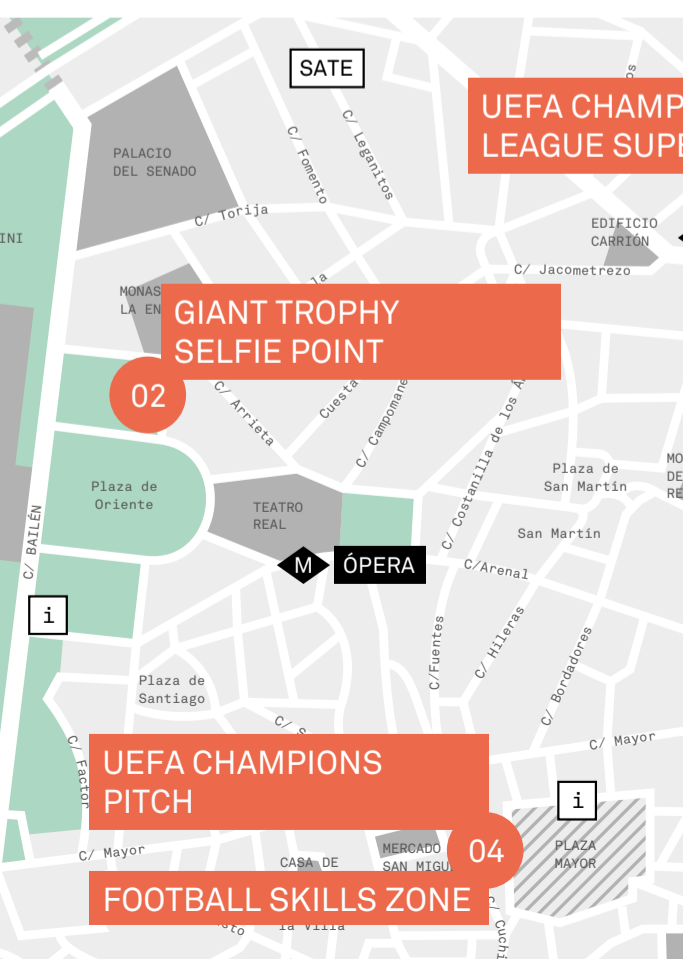 SATE
UEFA CHAMP
LEAGUE SUPE
PALACIO
DEL SENADO
C/ Fomento
C/ Leganitos
C/ Torija
INI
EDIFICIO
CARRIÓN
C/ Jacometrezo
MONAS
LA EN
GIANT TROPHY
SELFIE POINT
02
C/ Arrieta
Cuesta
C/ Campomane
C/ Costanilla de los Á
Plaza de
Oriente
TEATRO
REAL
Plaza de
San Martín
MO
DE
RE
San Martín
C/ BAILÉN
M
ÓPERA
C/Arenal
i
C/Fuentes
C/ Hileras
C/ Bordadores
Plaza de
Santiago
C/ S
C/ Factor
UEFA CHAMPIONS
PITCH
C/ Mayor
i
C/ Mayor
CASA DE
la Villa
MERCADO
SAN MIGU
04
PLAZA
MAYOR
FOOTBALL SKILLS ZONE
C/ Cuchi